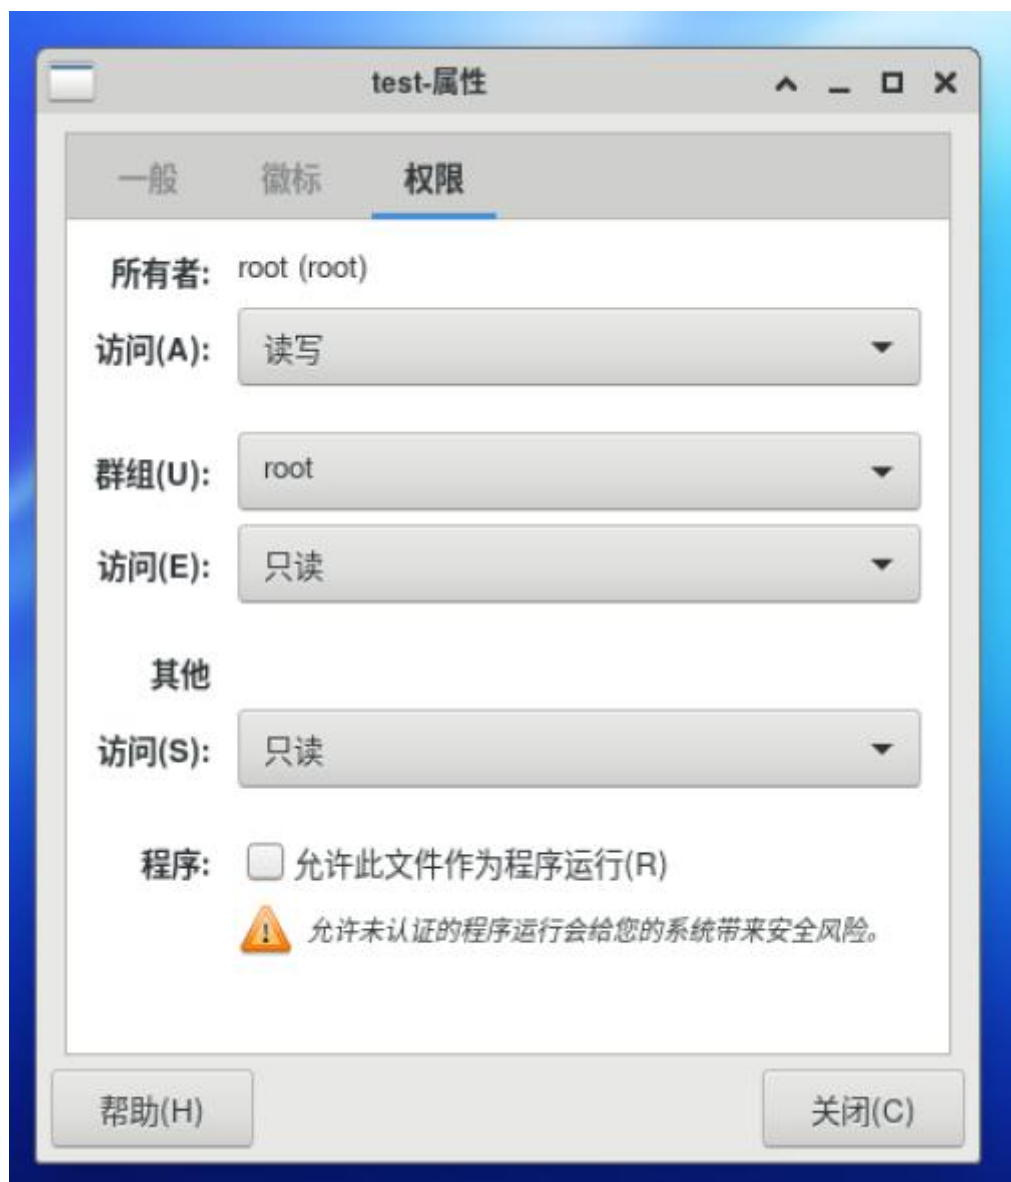 test-属性
一般 徽标 权限
所有者: root (root)
访问(A): 读写
群组(U): root
访问(E): 只读
其他
访问(S): 只读
程序: 允许此文件作为程序运行(R)
允许未认证的程序运行会给您的系统带来安全风险。
帮助(H) 关闭(C)